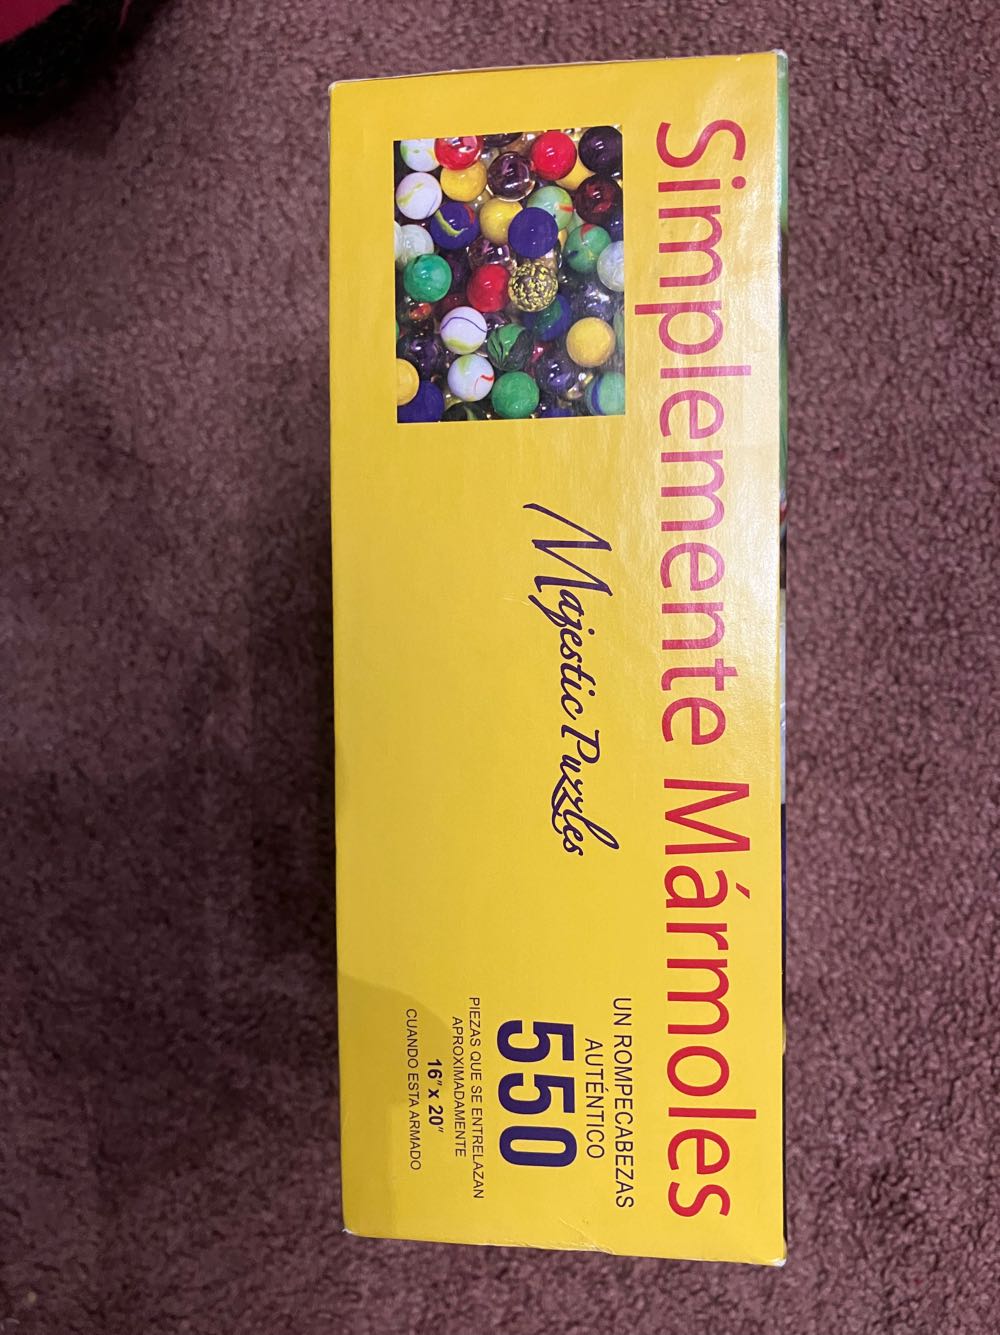 Simplemente Mármoles
Majestic Puzzles
UN ROMPECABEZAS
AUTÉNTICO
550
PIEZAS QUE SE ENTRELAZAN
APROXIMADAMENTE
16" x 20"
CUANDO ESTA ARMADO